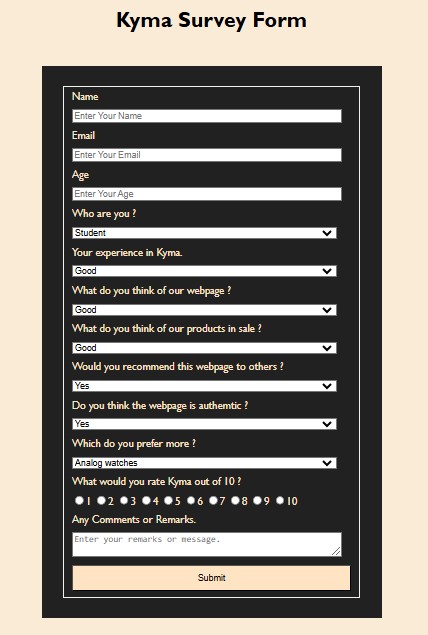 Kyma Survey Form
Name
Enter Your Name
Email
Enter Your Email
Age
Enter Your Age
Who are you ?
Student
Your experience in Kyma.
Good
What do you think of our webpage ?
Good
What do you think of our products in sale ?
Good
Would you recommend this webpage to others ?
Yes
Do you think the webpage is authemtic ?
Yes
Which do you prefer more ?
Analog watches
What would you rate Kyma out of 10 ?
1 2 3 4 5 6 7 8 9 10
Any Comments or Remarks.
Enter your remarks or message.
Submit